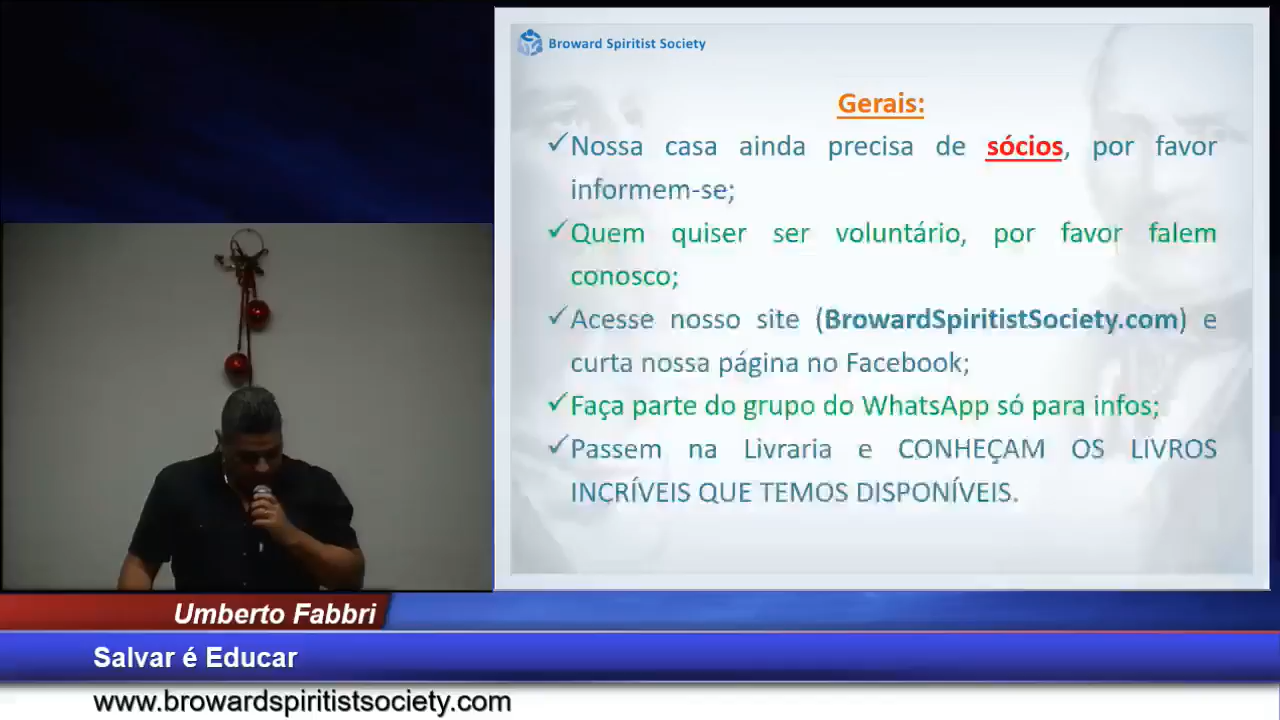 Broward Spiritist Society
Gerais:
✓Nossa casa ainda precisa de sócios, por favor
informem-se;
✓Quem quiser ser voluntário, por favor falem
conosco;
✓Acesse nosso site (BrowardSpiritistSociety.com) e
curta nossa página no Facebook;
✓Faça parte do grupo do WhatsApp só para infos;
✓Passem na Livraria e CONHEÇAM OS LIVROS
INCRÍVEIS QUE TEMOS DISPONÍVEIS.
Umberto Fabbri
Salvar é Educar
www.browardspiritistsociety.com